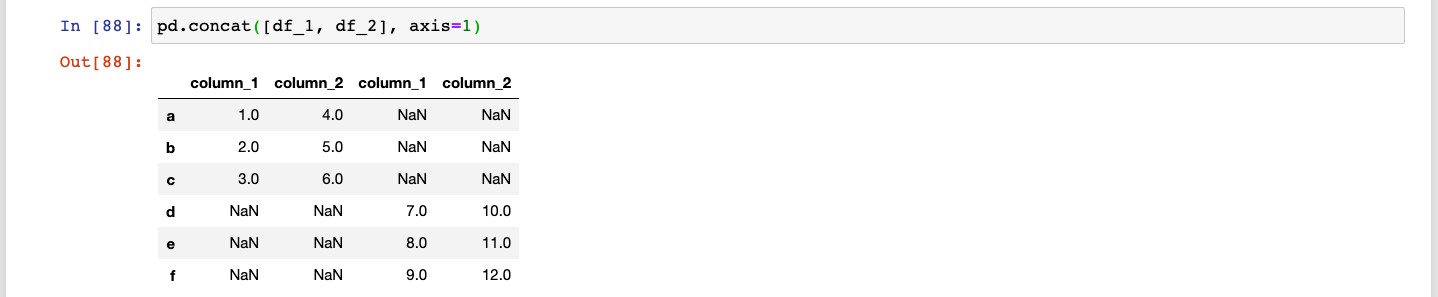 In [88]: pd.concat([df_1, df_2], axis=1)
Out[88]:
column_1 column_2 column_1 column_2
a 1.0 4.0 NaN NaN
b 2.0 5.0 NaN NaN
c 3.0 6.0 NaN NaN
d NaN NaN 7.0 10.0
e NaN NaN 8.0 11.0
f NaN NaN 9.0 12.0